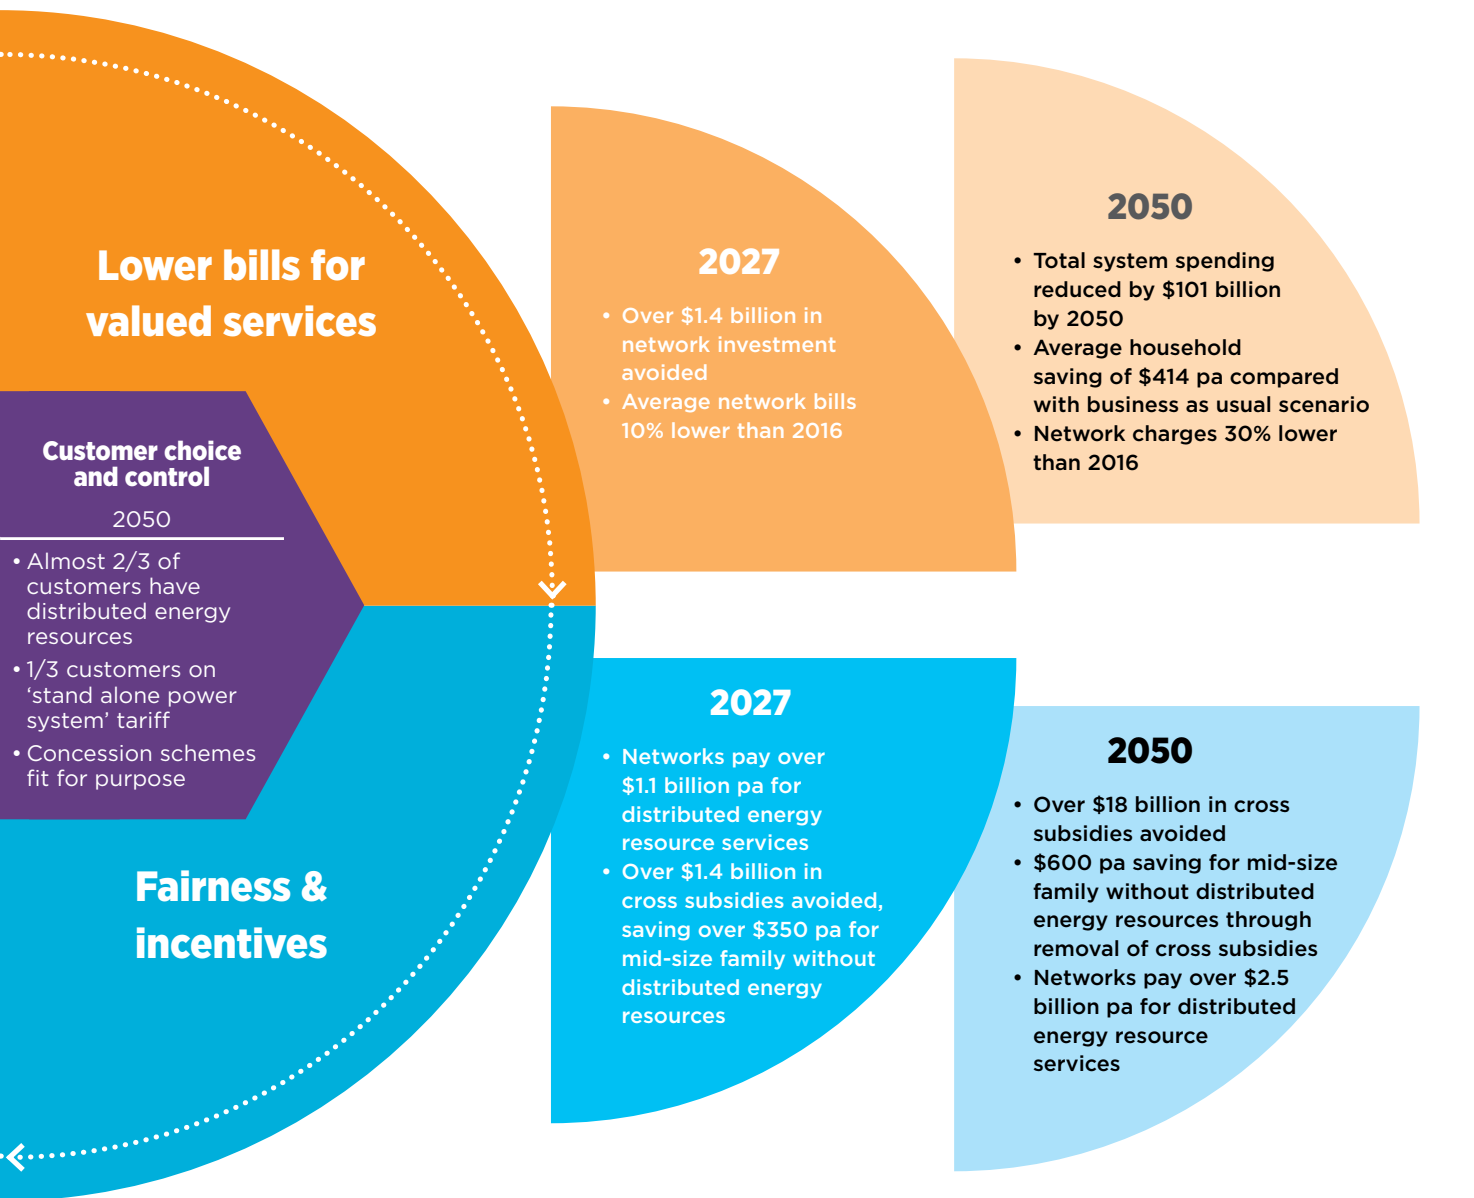 Lower bills for
valued services
Customer choice
and control
2050
• Almost 2/3 of
customers have
distributed energy
resources
• 1/3 customers on
‘stand alone power
system’ tariff
• Concession schemes
fit for purpose
Fairness &
incentives
2027
• Over $1.4 billion in
network investment
avoided
• Average network bills
10% lower than 2016
2050
• Total system spending
reduced by $101 billion
by 2050
• Average household
saving of $414 pa compared
with business as usual scenario
• Network charges 30% lower
than 2016
2027
• Networks pay over
$1.1 billion pa for
distributed energy
resource services
• Over $1.4 billion in
cross subsidies avoided,
saving over $350 pa for
mid-size family without
distributed energy
resources
2050
• Over $18 billion in cross
subsidies avoided
• $600 pa saving for mid-size
family without distributed
energy resources through
removal of cross subsidies
• Networks pay over $2.5
billion pa for distributed
energy resource
services